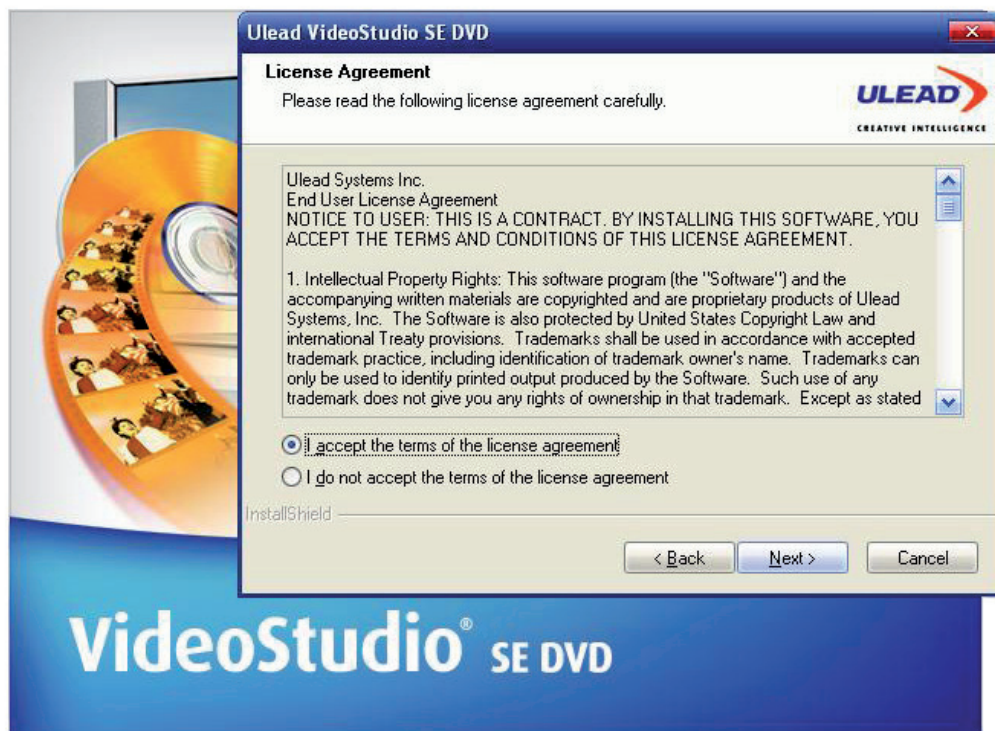 Ulead VideoStudio SE DVD
License Agreement
Please read the following license agreement carefully.
ULEAD
CREATIVE INTELLIGENCE
Ulead Systems Inc.
End User License Agreement
NOTICE TO USER: THIS IS A CONTRACT. BY INSTALLING THIS SOFTWARE, YOU
ACCEPT THE TERMS AND CONDITIONS OF THIS LICENSE AGREEMENT.
1. Intellectual Property Rights: This software program (the "Software") and the
accompanying written materials are copyrighted and are proprietary products of Ulead
Systems, Inc.  The Software is also protected by United States Copyright Law and
international Treaty provisions.  Trademarks shall be used in accordance with accepted
trademark practice, including identification of trademark owner's name.  Trademarks can
only be used to identify printed output produced by the Software.  Such use of any
trademark does not give you any rights of ownership in that trademark.  Except as stated
I accept the terms of the license agreement
I do not accept the terms of the license agreement
InstallShield
< Back
Next >
Cancel
VideoStudio® SE DVD